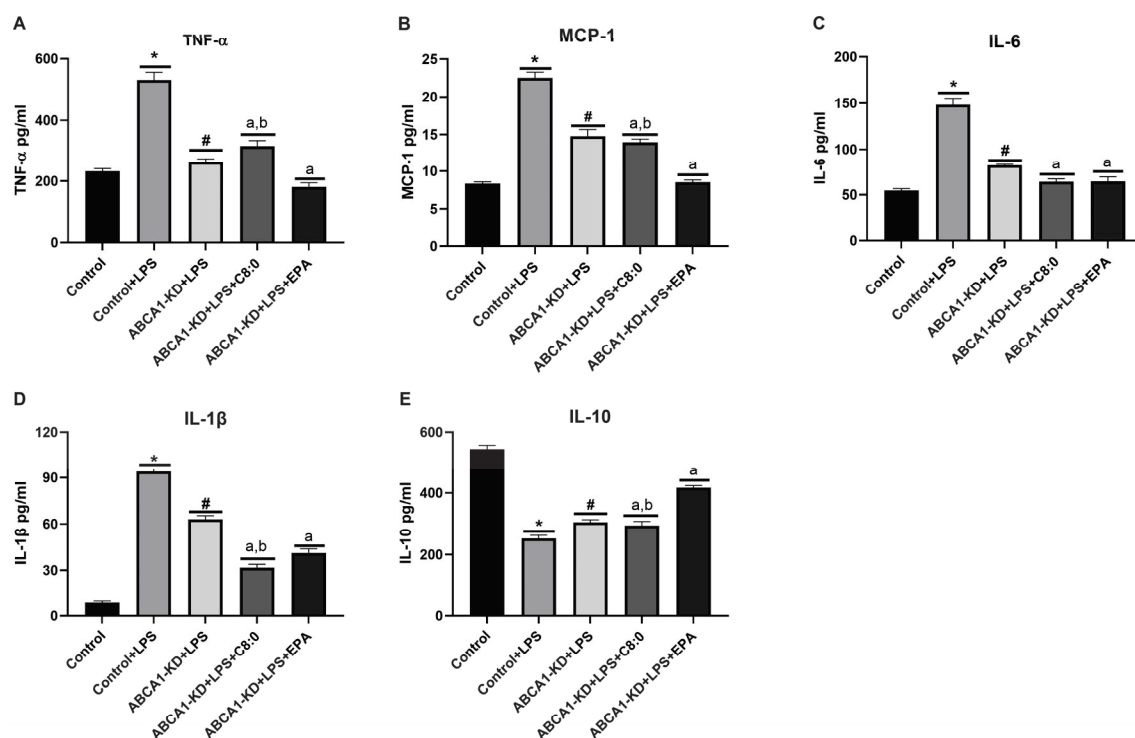 A
TNF-α
TNF-α pg/ml
600
400
200
0
*
#
a,b
a
Control
Control+LPS
ABCA1-KD+LPS
ABCA1-KD+LPS+C8:0
ABCA1-KD+LPS+EPA
B
MCP-1
MCP-1 pg/ml
25
20
15
10
5
0
*
#
a,b
a
Control
Control+LPS
ABCA1-KD+LPS
ABCA1-KD+LPS+C8:0
ABCA1-KD+LPS+EPA
C
IL-6
IL-6 pg/ml
200
150
100
50
0
*
#
a
a
Control
Control+LPS
ABCA1-KD+LPS
ABCA1-KD+LPS+C8:0
ABCA1-KD+LPS+EPA
D
IL-1β
IL-1β pg/ml
120
90
60
30
0
*
#
a,b
a
Control
Control+LPS
ABCA1-KD+LPS
ABCA1-KD+LPS+C8:0
ABCA1-KD+LPS+EPA
E
IL-10
IL-10 pg/ml
600
400
200
0
*
#
a,b
a
Control
Control+LPS
ABCA1-KD+LPS
ABCA1-KD+LPS+C8:0
ABCA1-KD+LPS+EPA